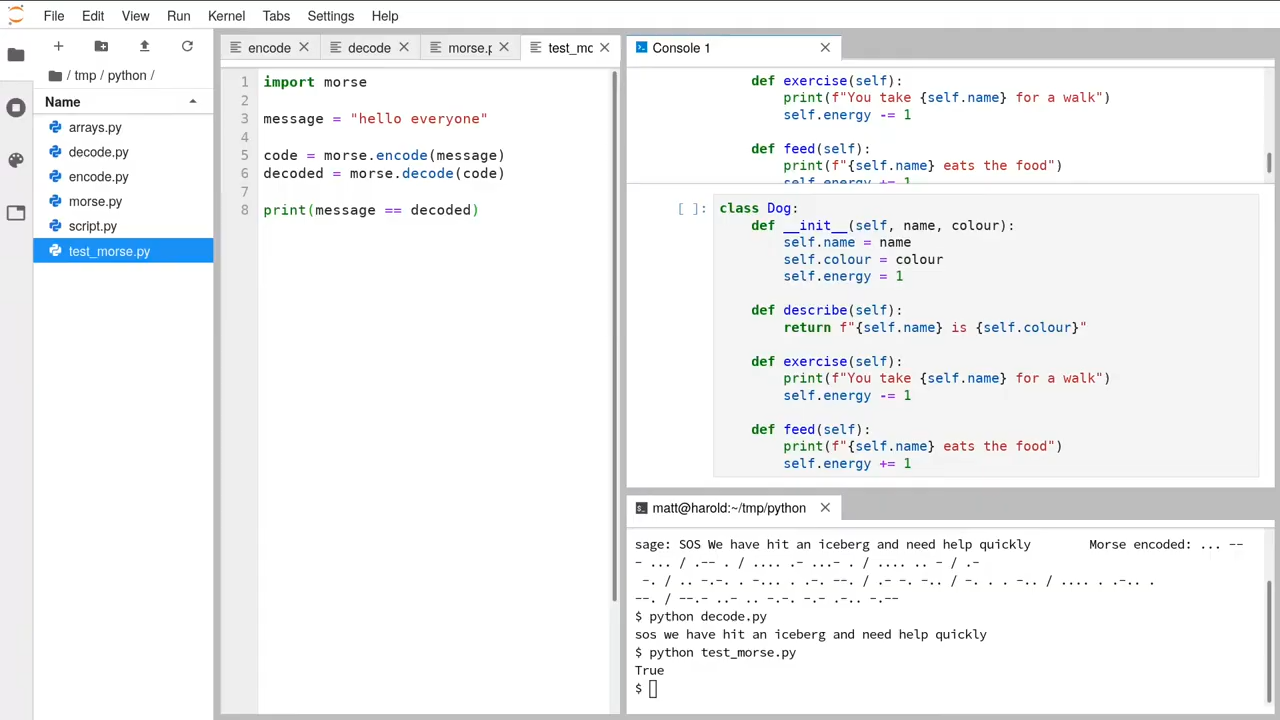 File Edit View Run Kernel Tabs Settings Help
/ tmp / python /
Name
arrays.py
decode.py
encode.py
morse.py
script.py
test_morse.py
encode
decode
morse.p
test_mo
1 import morse
2
3 message = "hello everyone"
4
5 code = morse.encode(message)
6 decoded = morse.decode(code)
7
8 print(message == decoded)
Console 1
def exercise(self):
print(f"You take {self.name} for a walk")
self.energy -= 1
def feed(self):
print(f"{self.name} eats the food")
self.energy += 1
[ ]: class Dog:
def __init__(self, name, colour):
self.name = name
self.colour = colour
self.energy = 1
def describe(self):
return f"{self.name} is {self.colour}"
def exercise(self):
print(f"You take {self.name} for a walk")
self.energy -= 1
def feed(self):
print(f"{self.name} eats the food")
self.energy += 1
matt@harold:~/tmp/python
sage: SOS We have hit an iceberg and need help quickly Morse encoded: ... --
- ... / .-- . / .... .- ...- . / .... .. - / .-
-. / .. -.-. . -... . .-. --. / .- -. -.. / -. . . -.. / .... . .-.. .
--. / --.- ..- .. -.-. -.- .-.. -.--
$ python decode.py
sos we have hit an iceberg and need help quickly
$ python test_morse.py
True
$